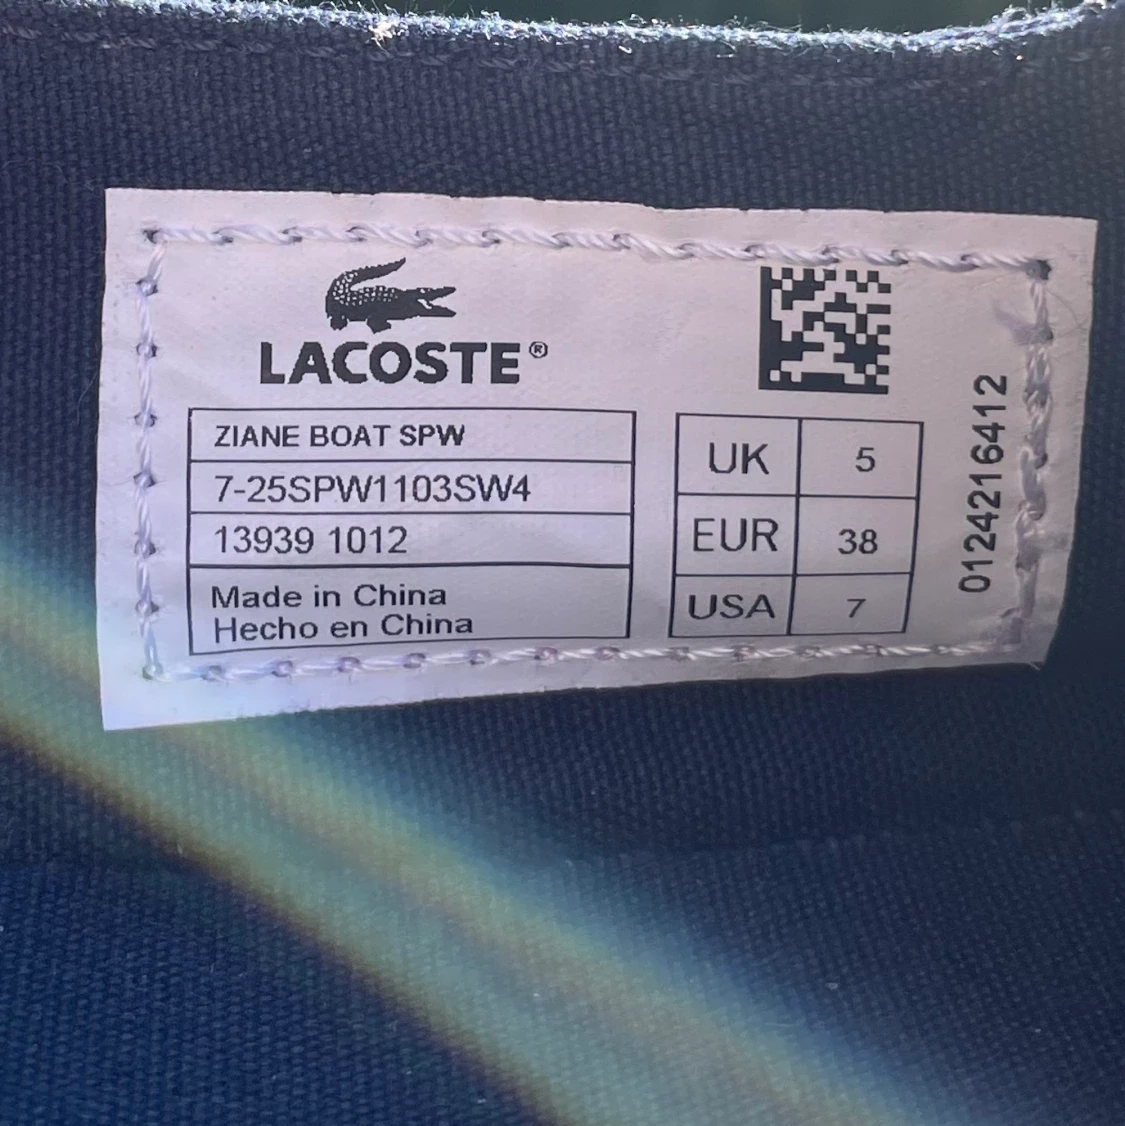 LACOSTE®
ZIANE BOAT SPW
7-25SPW1103SW4
13939 1012
Made in China
Hecho en China
UK 5
EUR 38
USA 7
01242216412